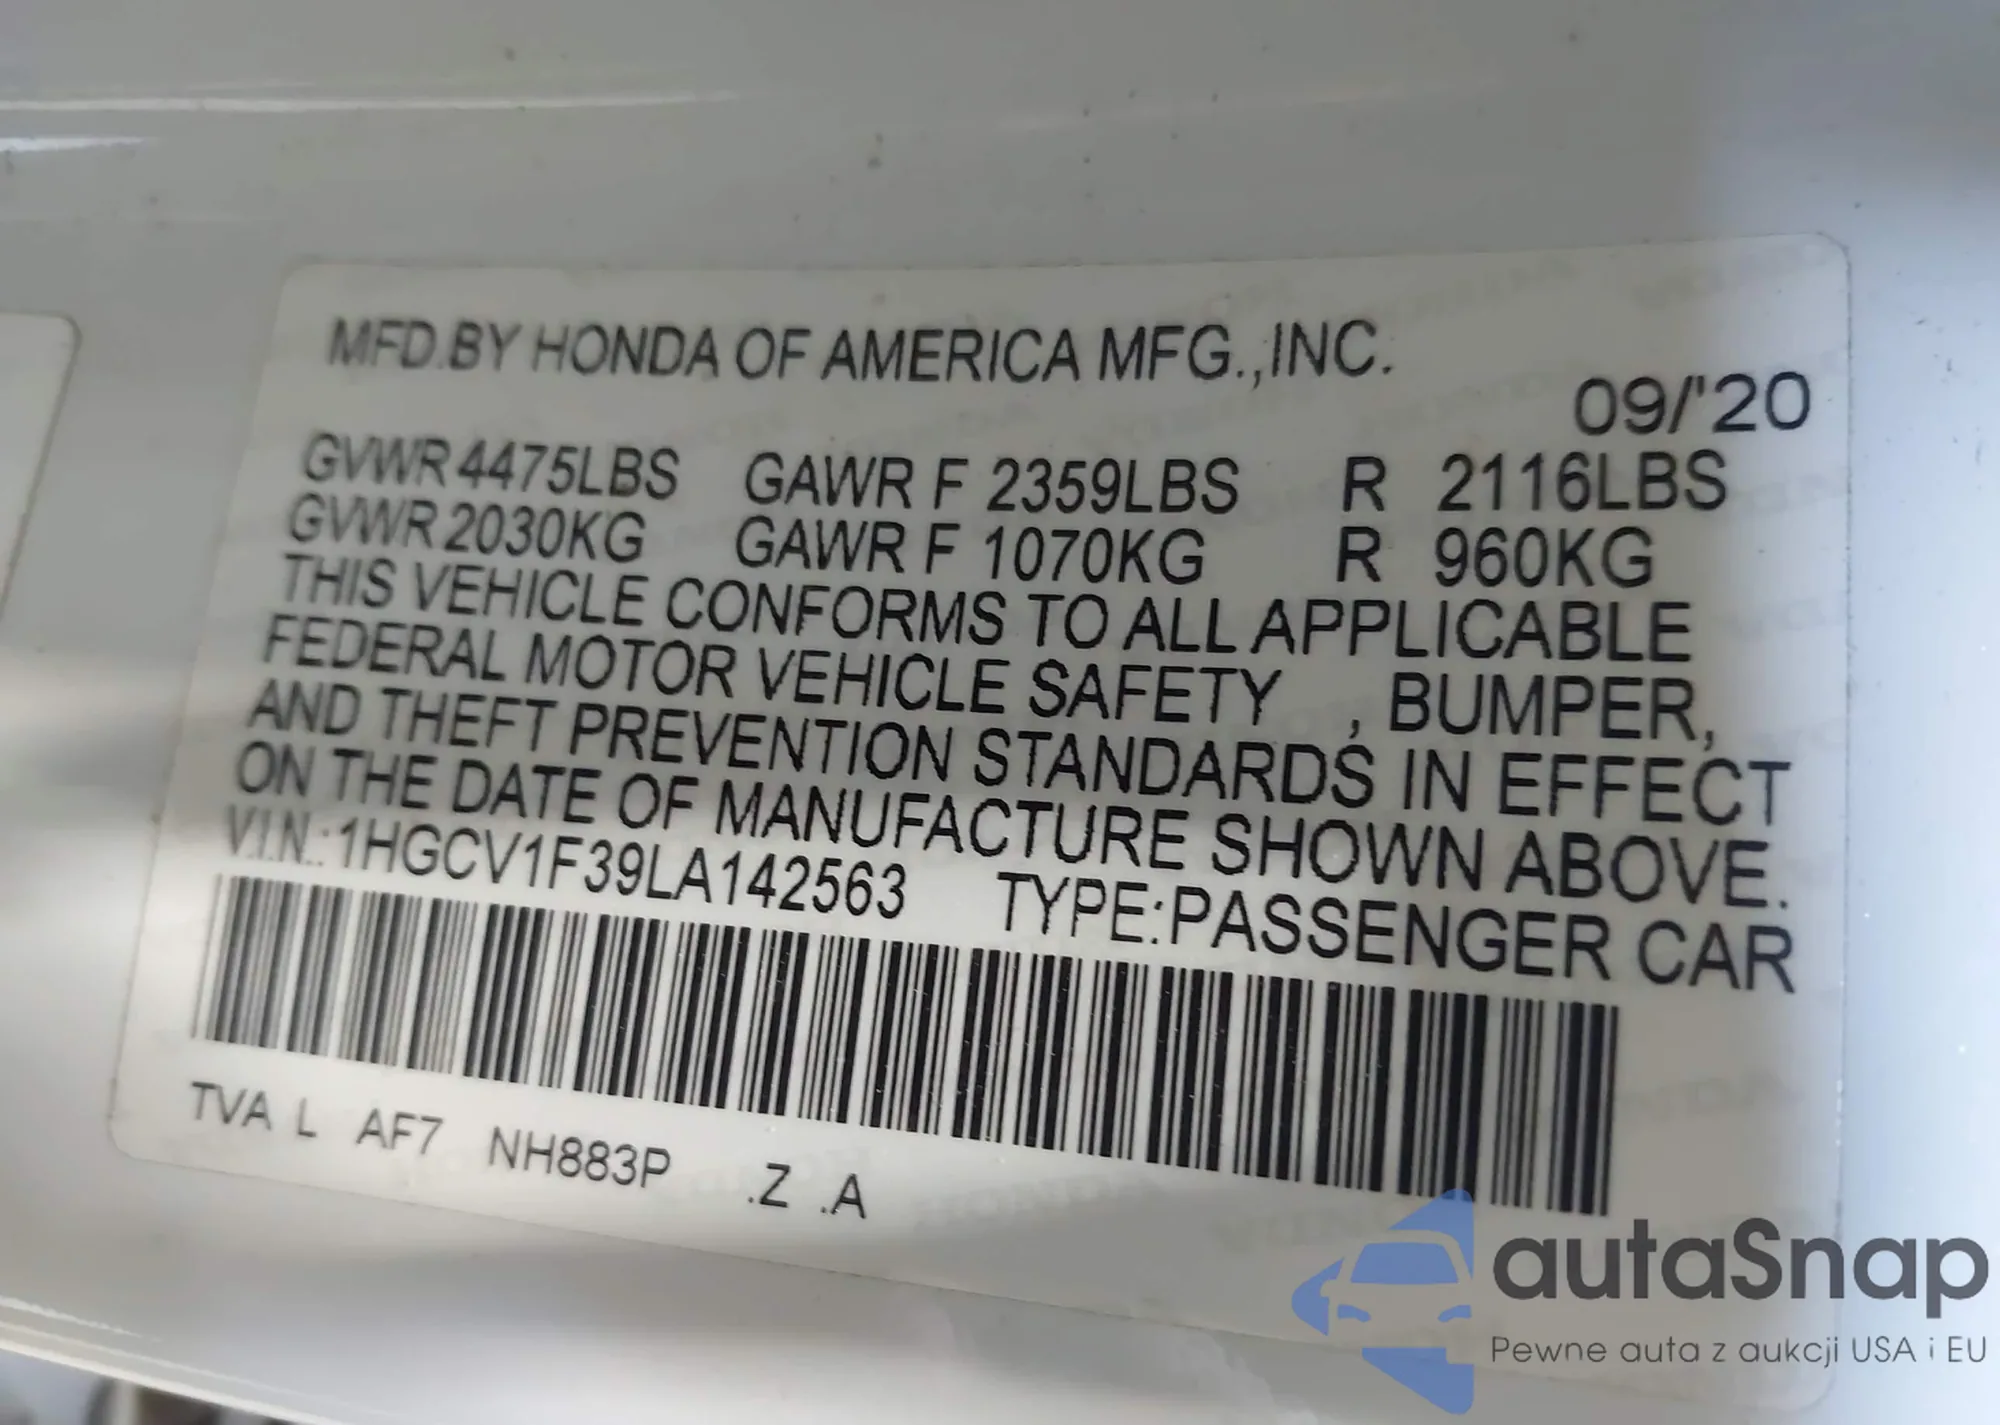 MFD.BY HONDA OF AMERICA MFG.,INC.
09/'20
GVWR 4475LBS GAWR F 2359LBS R 2116LBS
GVWR 2030KG GAWR F 1070KG R 960KG
THIS VEHICLE CONFORMS TO ALL APPLICABLE
FEDERAL MOTOR VEHICLE SAFETY , BUMPER,
AND THEFT PREVENTION STANDARDS IN EFFECT
ON THE DATE OF MANUFACTURE SHOWN ABOVE.
V.I.N.:1HGCV1F39LA142563 TYPE:PASSENGER CAR
TVA L AF7 NH883P .Z .A
autaSnap
Pewne auta z aukcji USA i EU